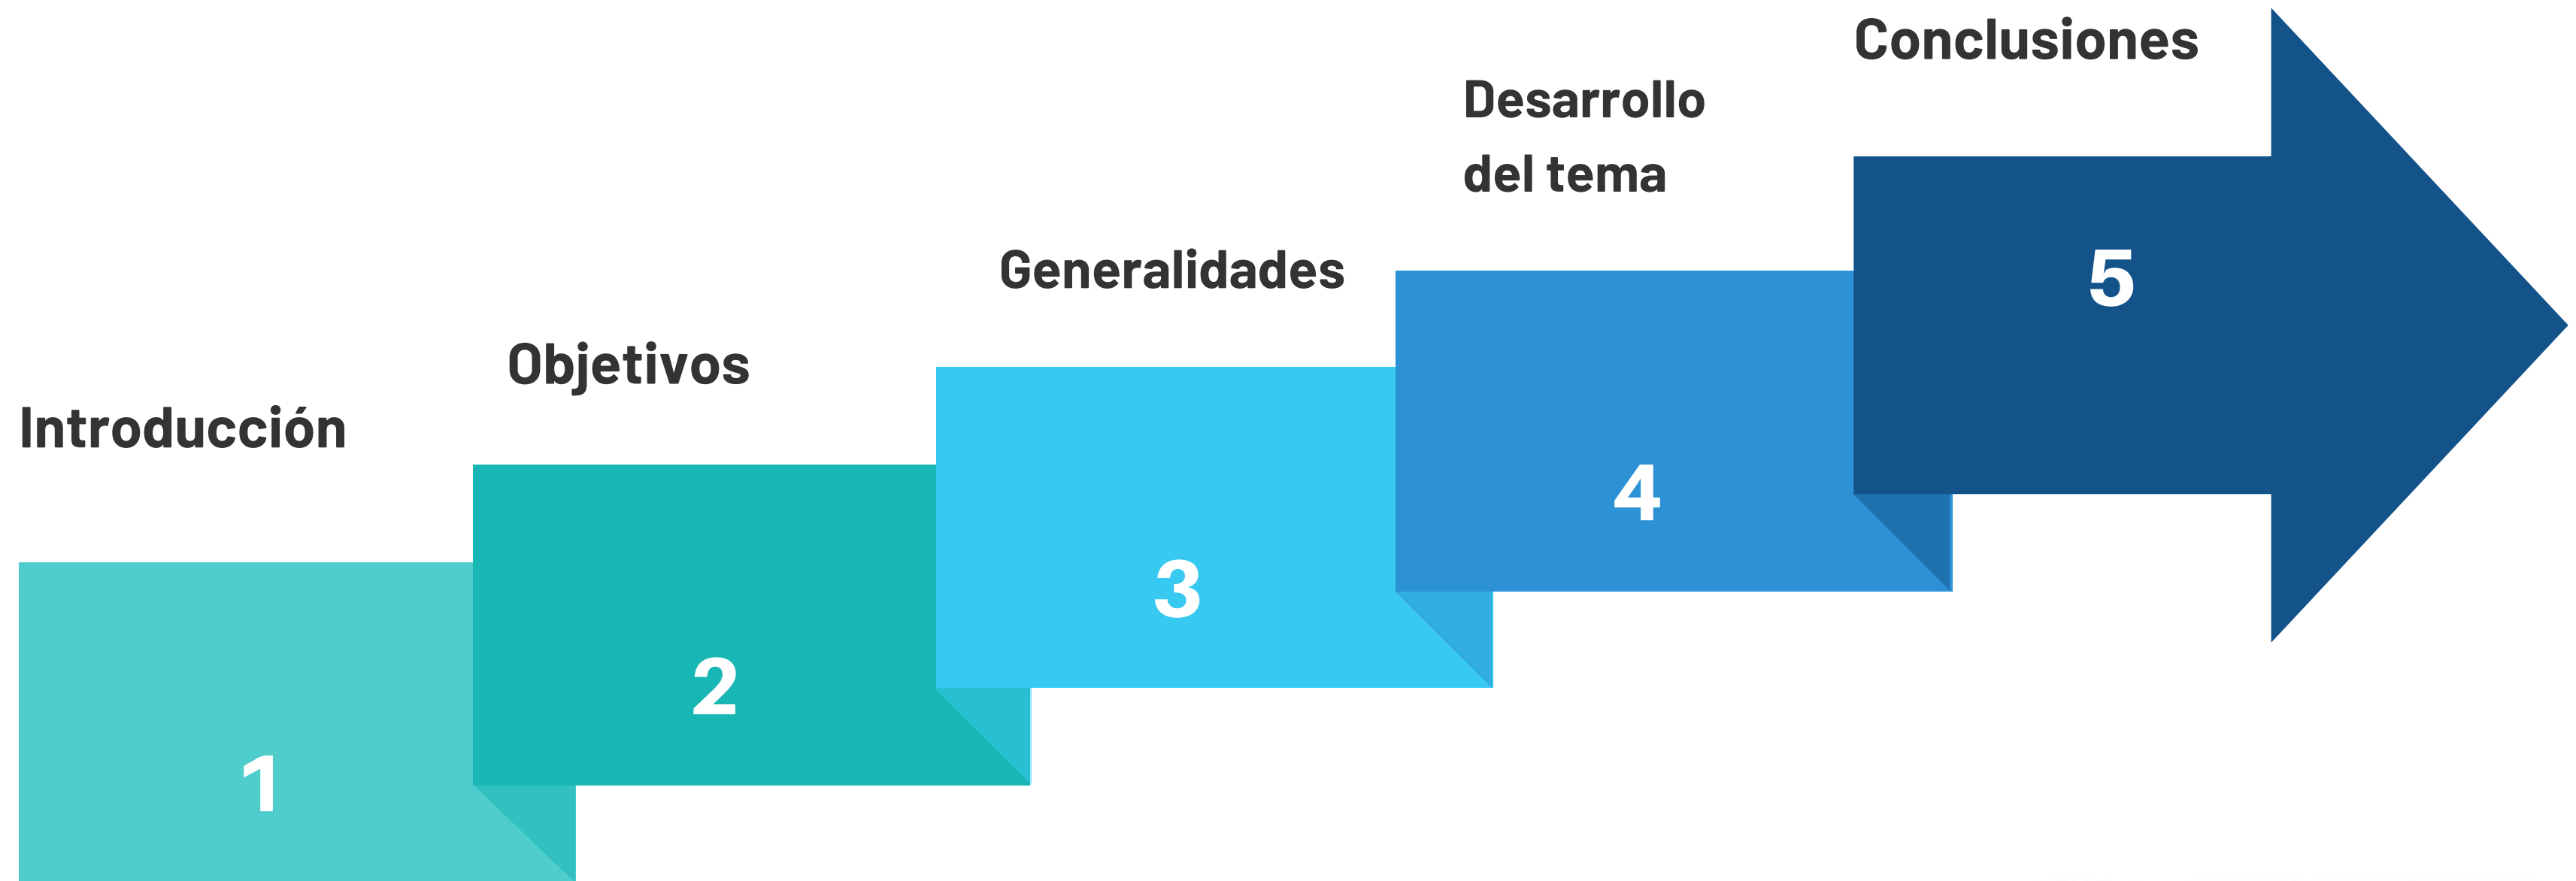 Introducción
1
Objetivos
2
Generalidades
3
Desarrollo
del tema
4
Conclusiones
5